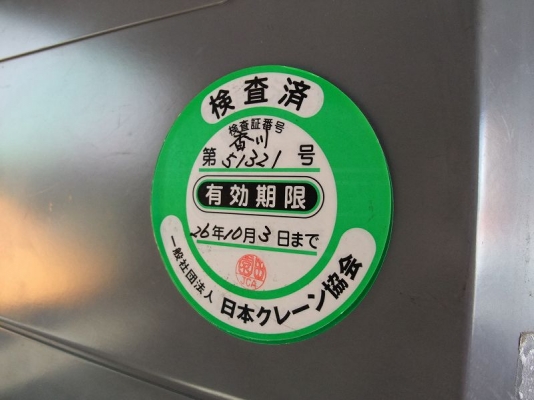 検査済
検査証番号
香川
第51321号
有効期限
26年10月3日まで
JCA
一般社団法人 日本クレーン協会